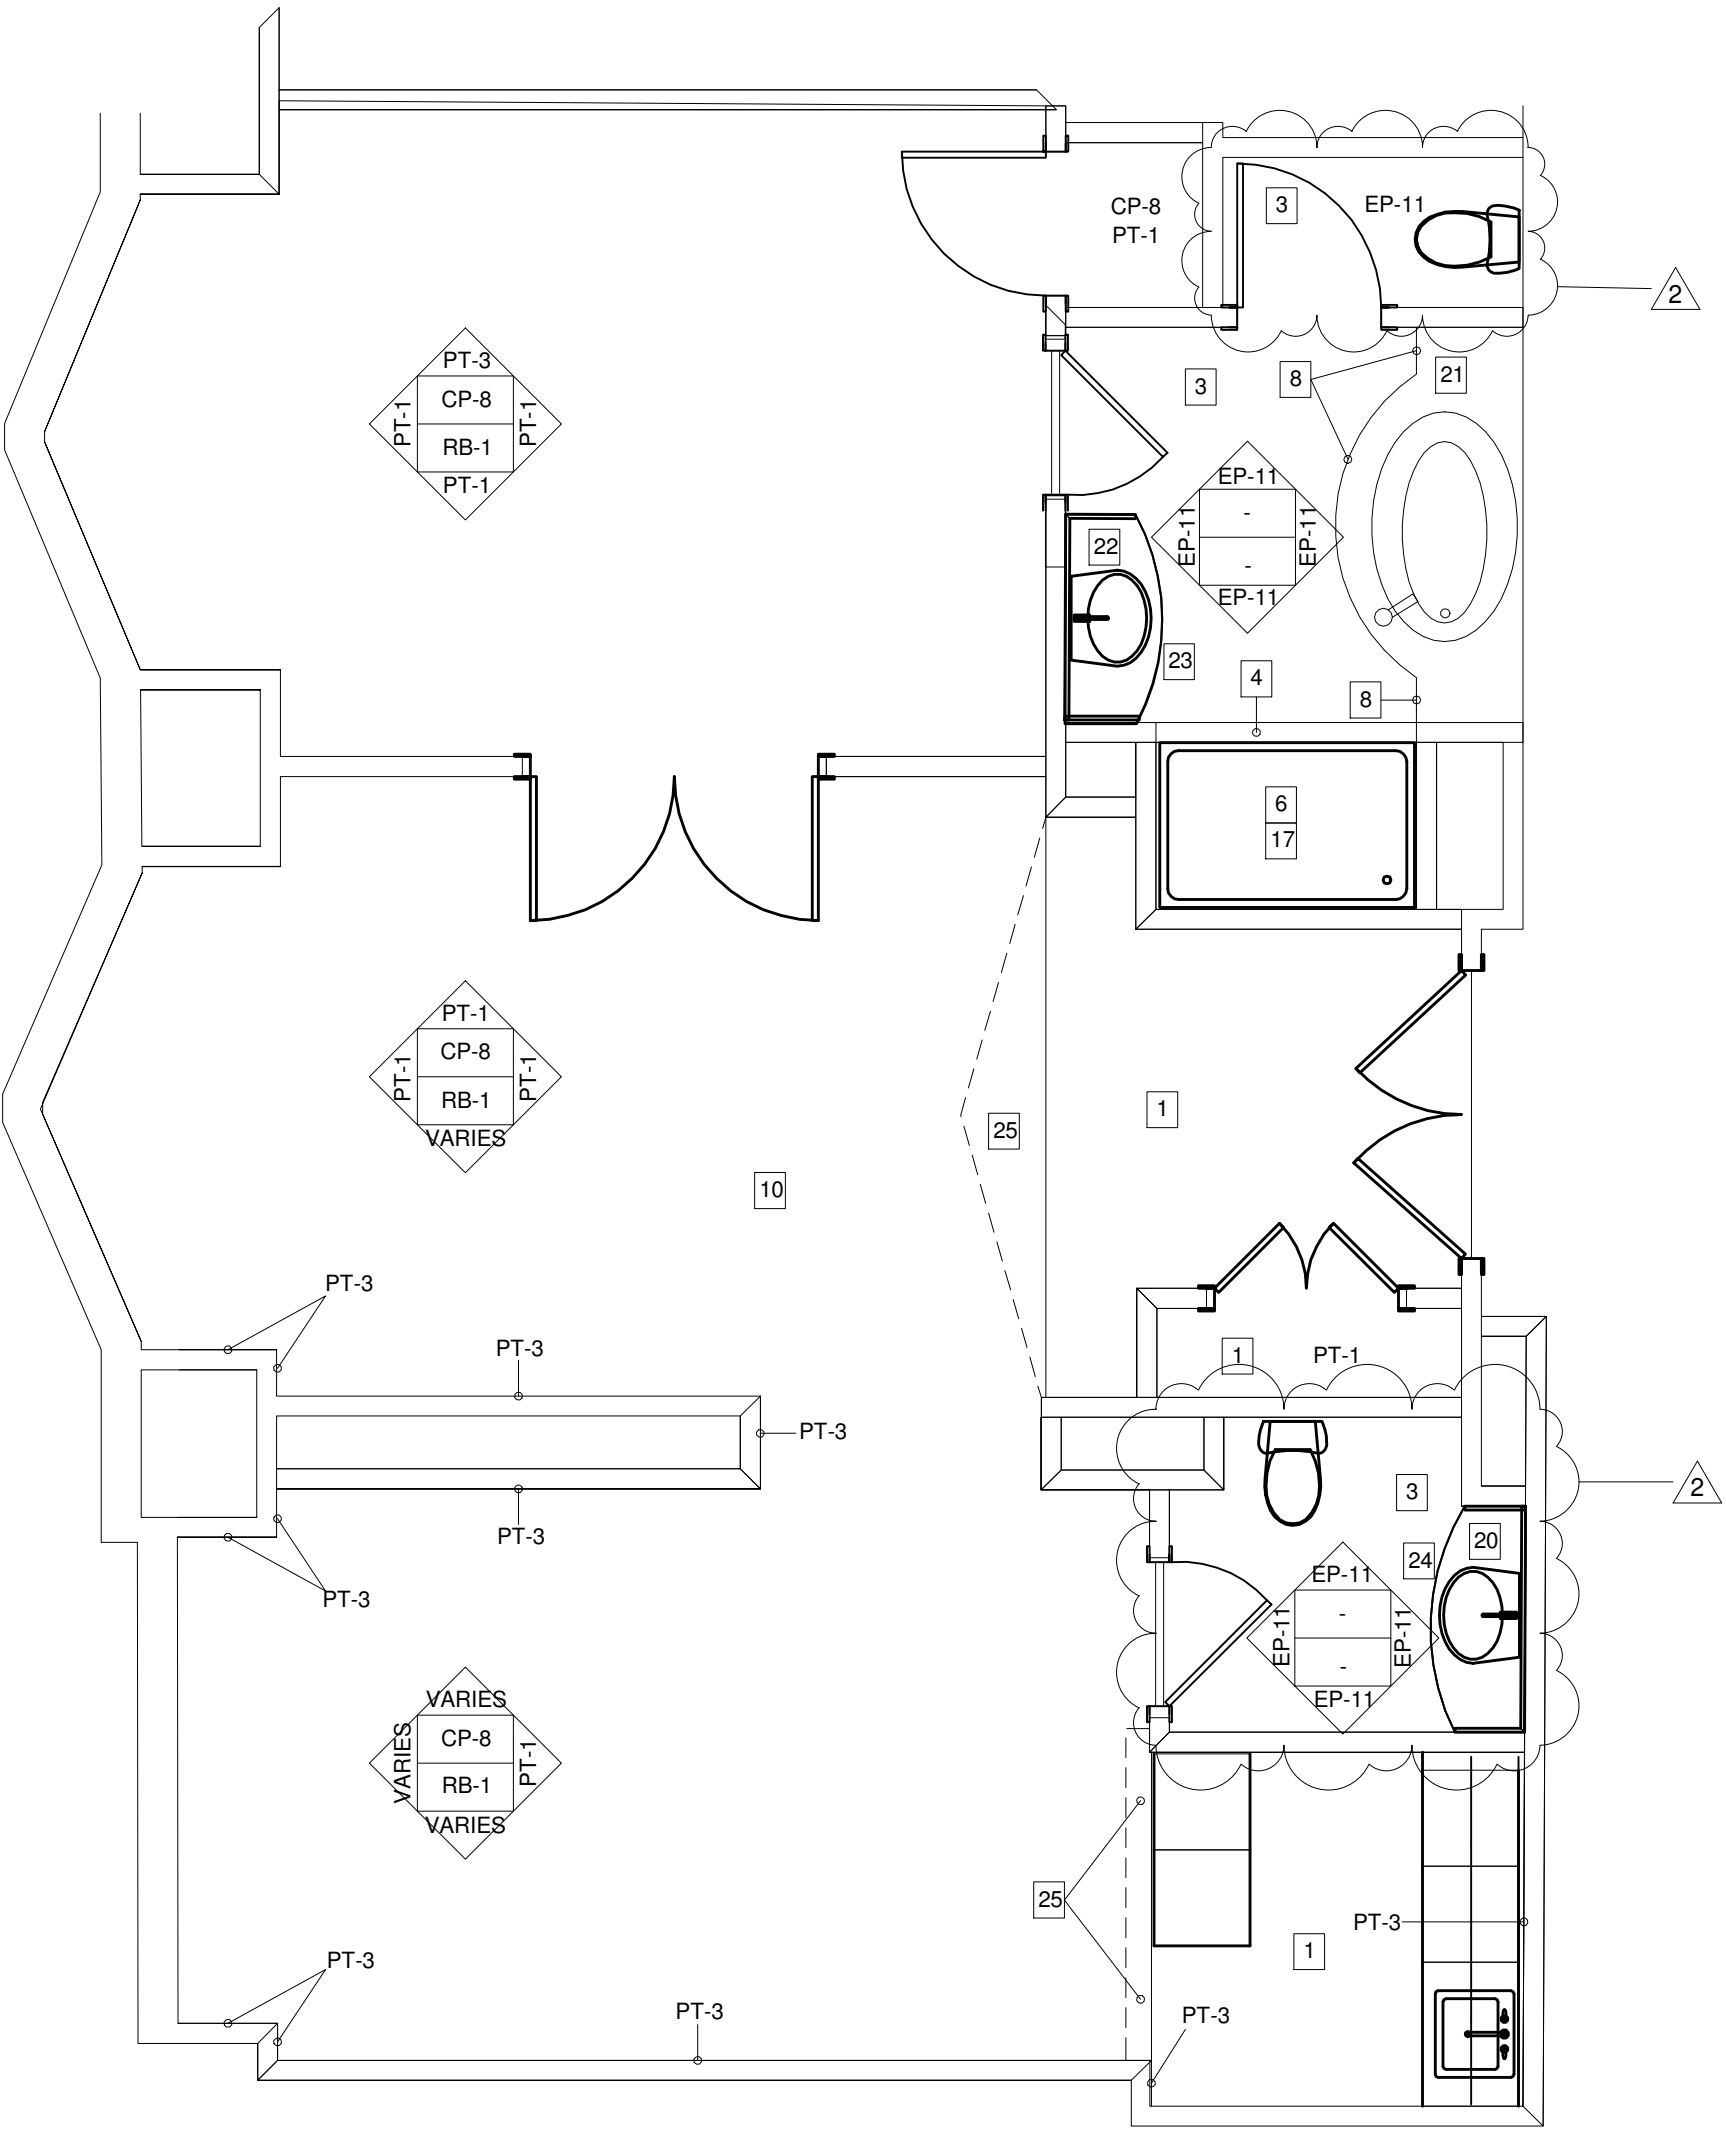 CP-8
PT-1
3
EP-11
2
PT-3
PT-1
CP-8
RB-1
PT-1
PT-1
3
8
21
EP-11
EP-11
-
-
EP-11
EP-11
22
23
4
8
6
17
PT-1
PT-1
CP-8
RB-1
PT-1
VARIES
25
1
10
PT-3
PT-3
PT-3
PT-3
PT-3
1
PT-1
3
2
20
24
EP-11
EP-11
-
-
EP-11
EP-11
VARIES
VARIES
CP-8
RB-1
PT-1
VARIES
25
PT-3
1
PT-3
PT-3
PT-3